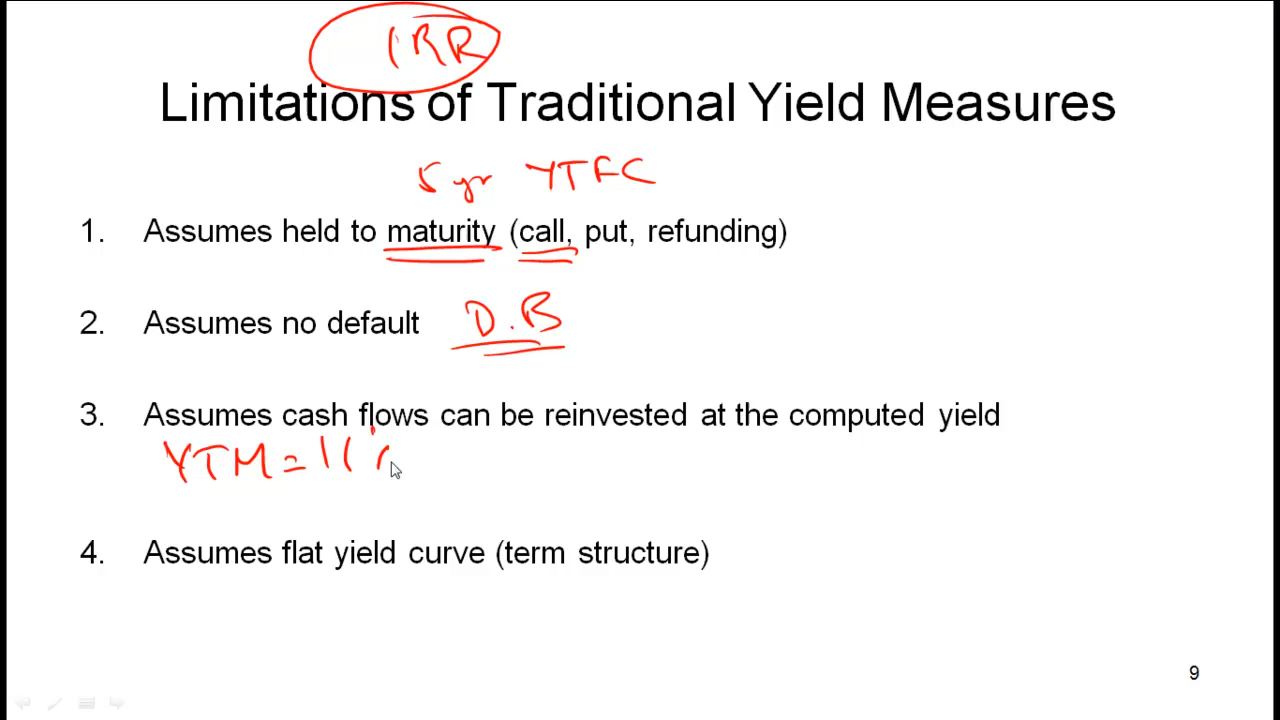 IRR
Limitations of Traditional Yield Measures
5 yr YTFC
1. Assumes held to maturity (call, put, refunding)
2. Assumes no default D.B
3. Assumes cash flows can be reinvested at the computed yield
YTM = 11
4. Assumes flat yield curve (term structure)
9